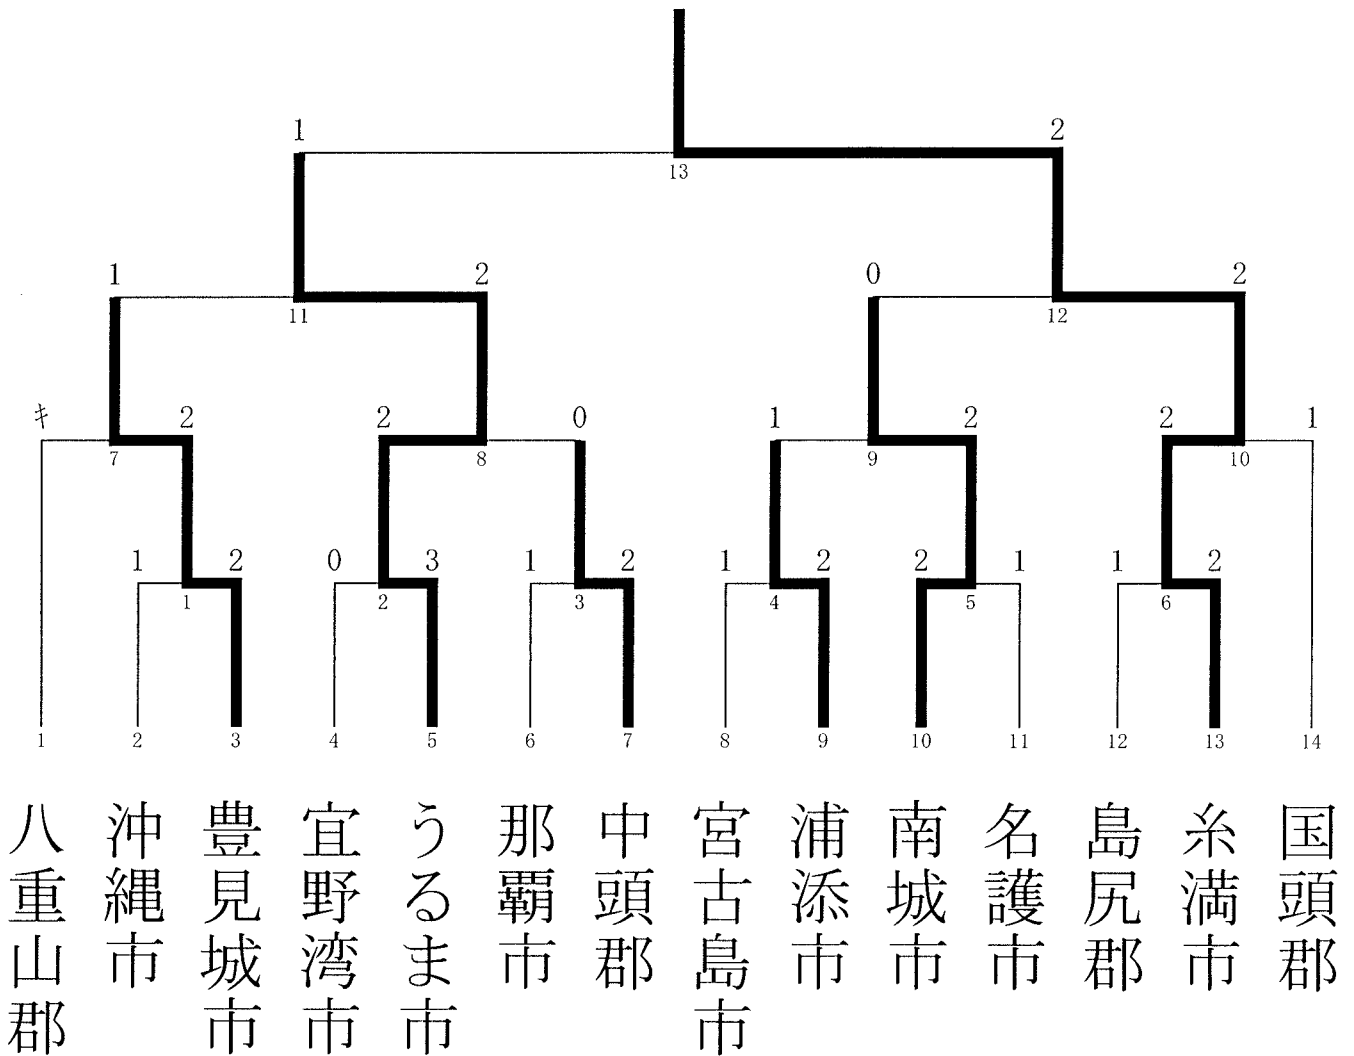 1 2
13
1 2 0 2
11 12
ｷ 2 2 0 1 2 2 1
7 8 9 10
1 2 0 3 1 2 1 2 2 1 1 2
1 2 3 4 5 6
1 2 3 4 5 6 7 8 9 10 11 12 13 14
八重山郡
沖縄市
豊見城市
宜野湾市
うるま市
那覇市
中頭郡
宮古島市
浦添市
南城市
名護市
島尻郡
糸満市
国頭郡